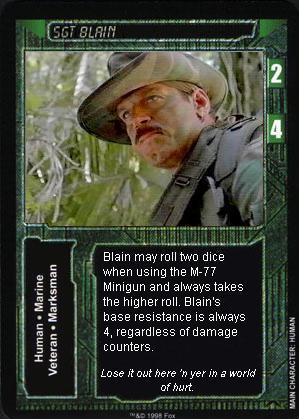 SGT BLAIN
2
4
Human • Marine
Veteran • Marksman
Blain may roll two dice
when using the M-77
Minigun and always takes
the higher roll. Blain's
base resistance is always
4, regardless of damage
counters.
Lose it out here 'n yer in a world
of hurt.
MAIN CHARACTER: HUMAN
™&© 1998 Fox